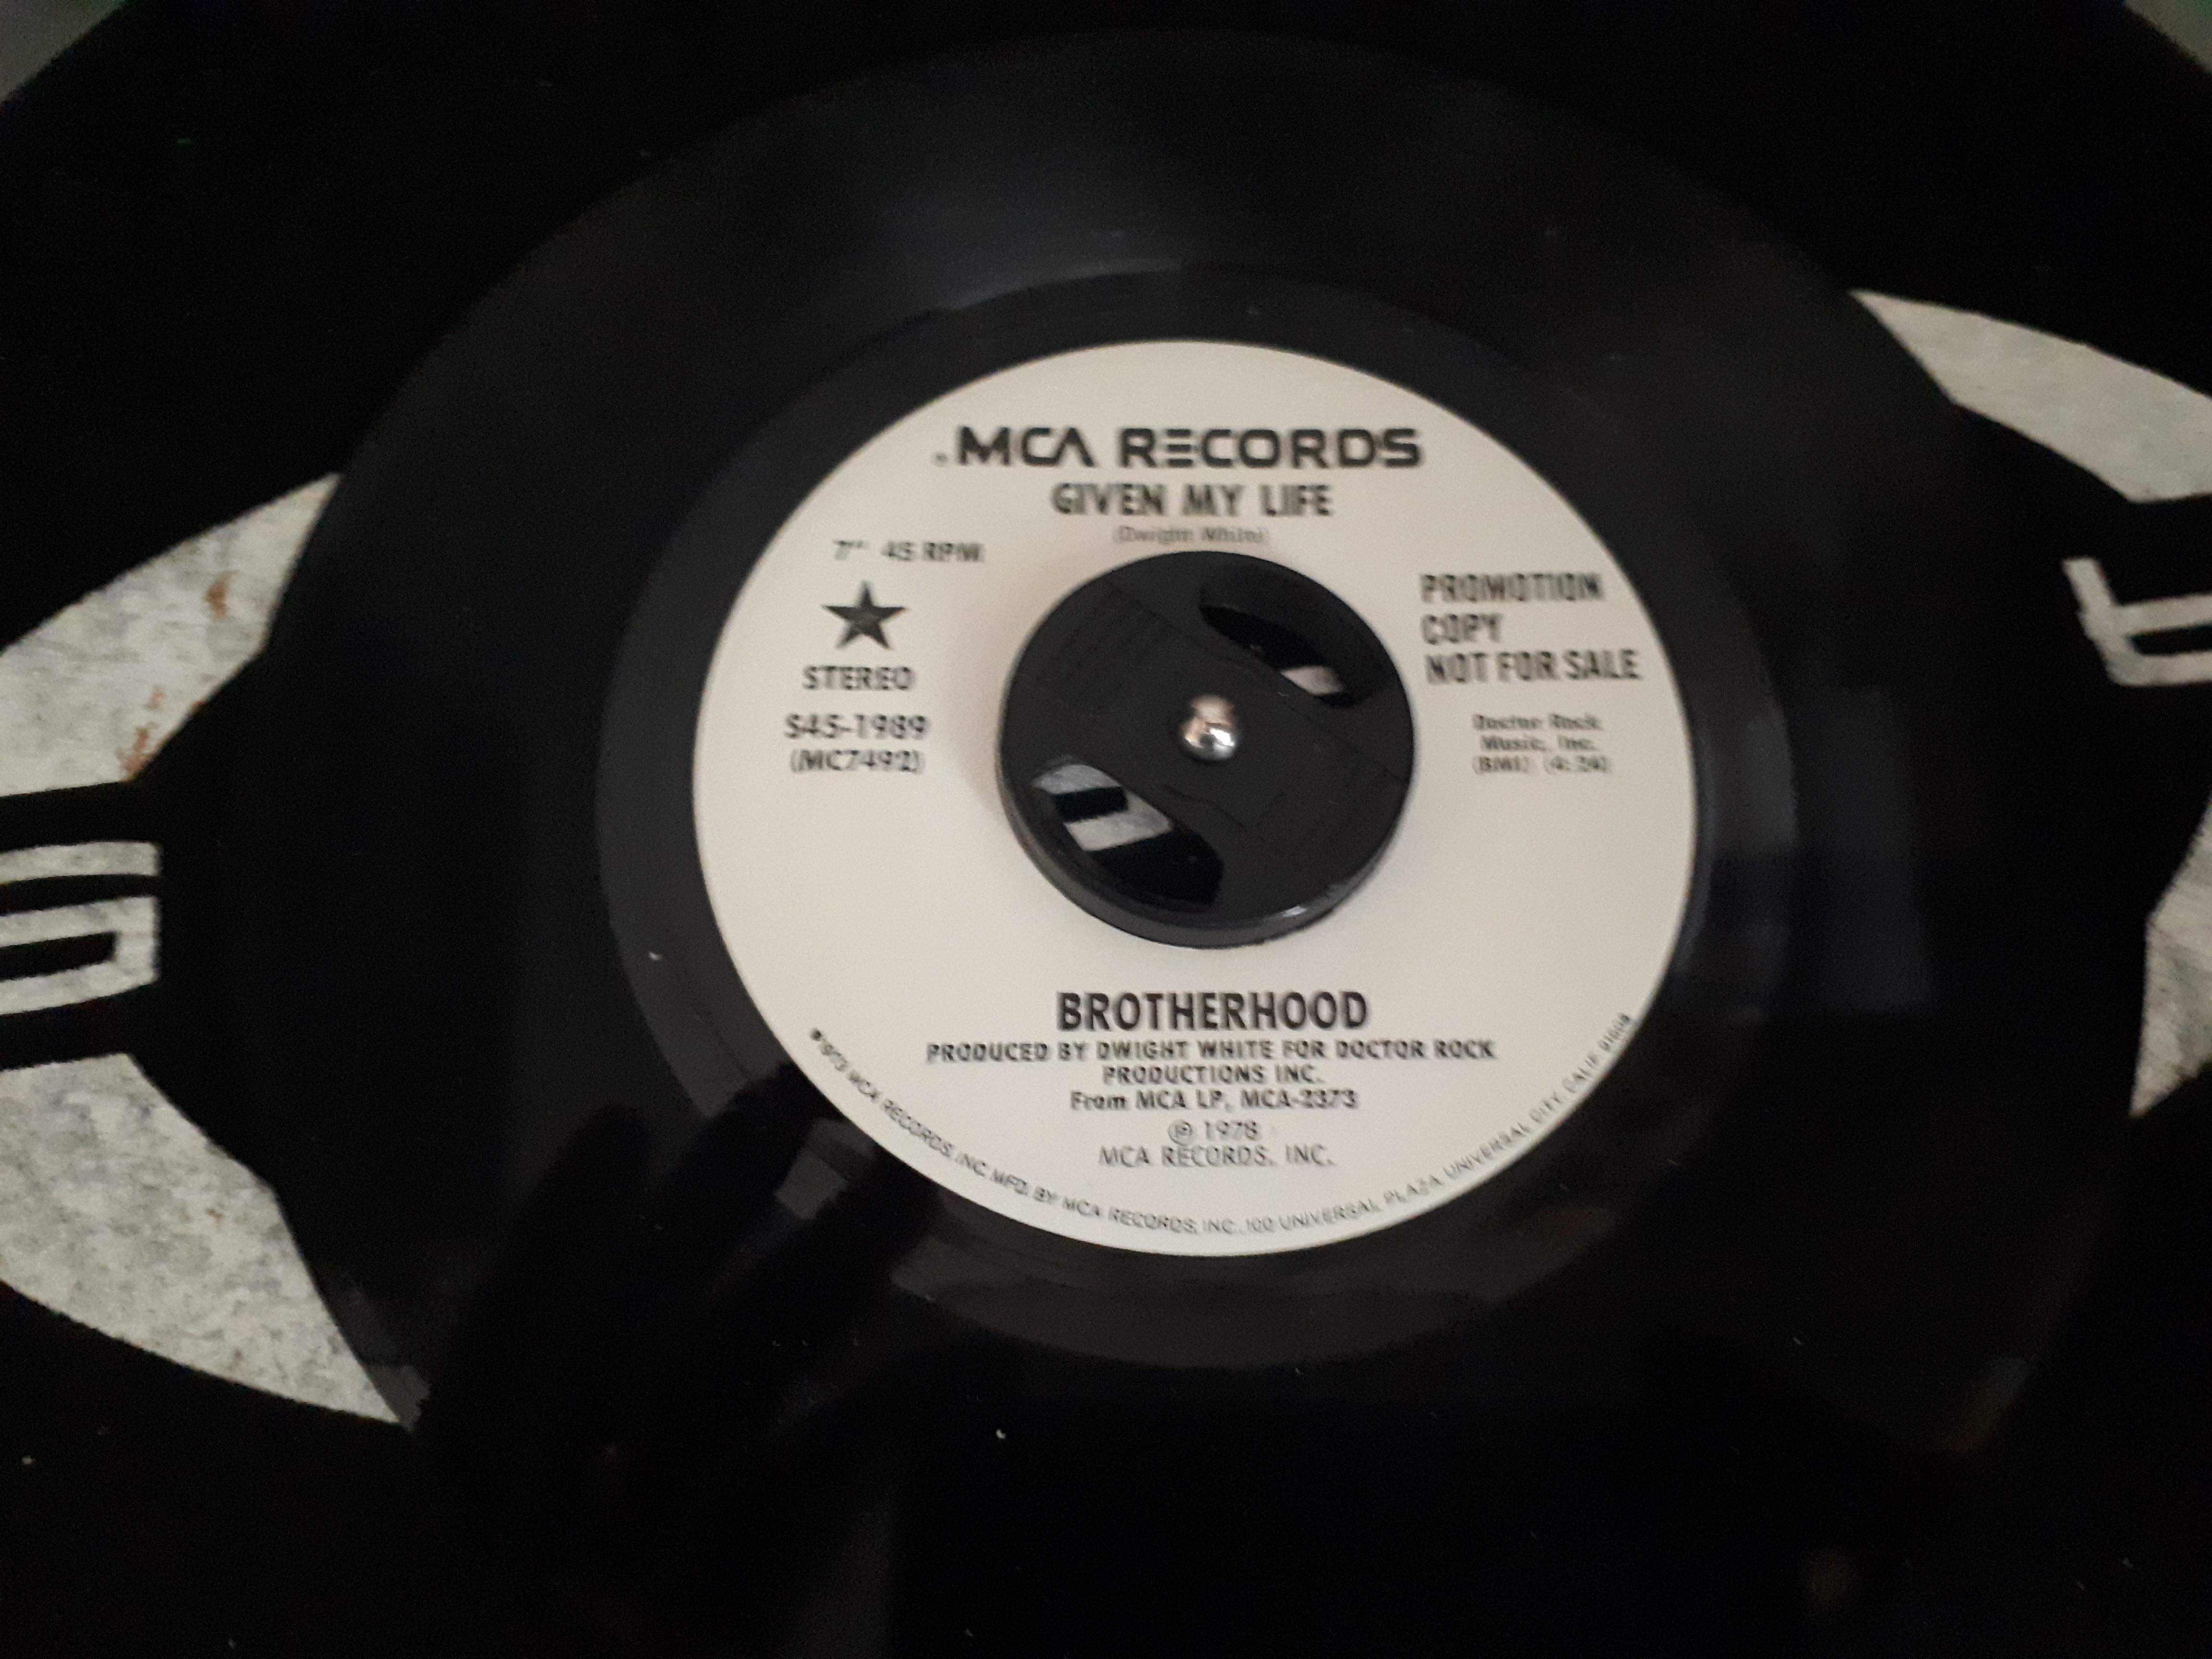 MCA RECORDS
GIVEN MY LIFE
(Dwight White)
7" 45 RPM
STEREO
S45-1989
(MC7492)
PROMOTION
COPY
NOT FOR SALE
Doctor Rock
Music, Inc.
(BMI)
BROTHERHOOD
PRODUCED BY DWIGHT WHITE FOR DOCTOR ROCK
PRODUCTIONS INC.
From MCA LP, MCA-2373
℗ 1978
MCA RECORDS, INC.
MCA RECORDS, INC. MFD. BY MCA RECORDS, INC. 100 UNIVERSAL PLAZA, UNIVERSAL CITY, CALIF.